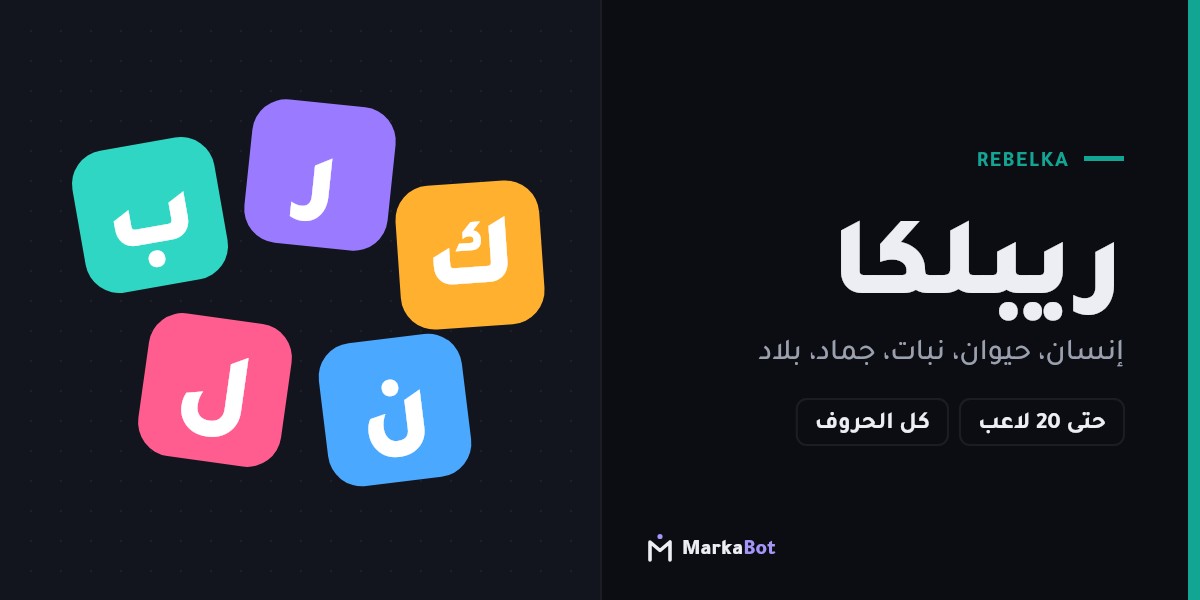 REBELKA
ريبلكا
إنسان، حيوان، نبات، جماد، بلاد
حتى 20 لاعب
كل الحروف
MarkaBot
ك
ر
ب
ن
ل